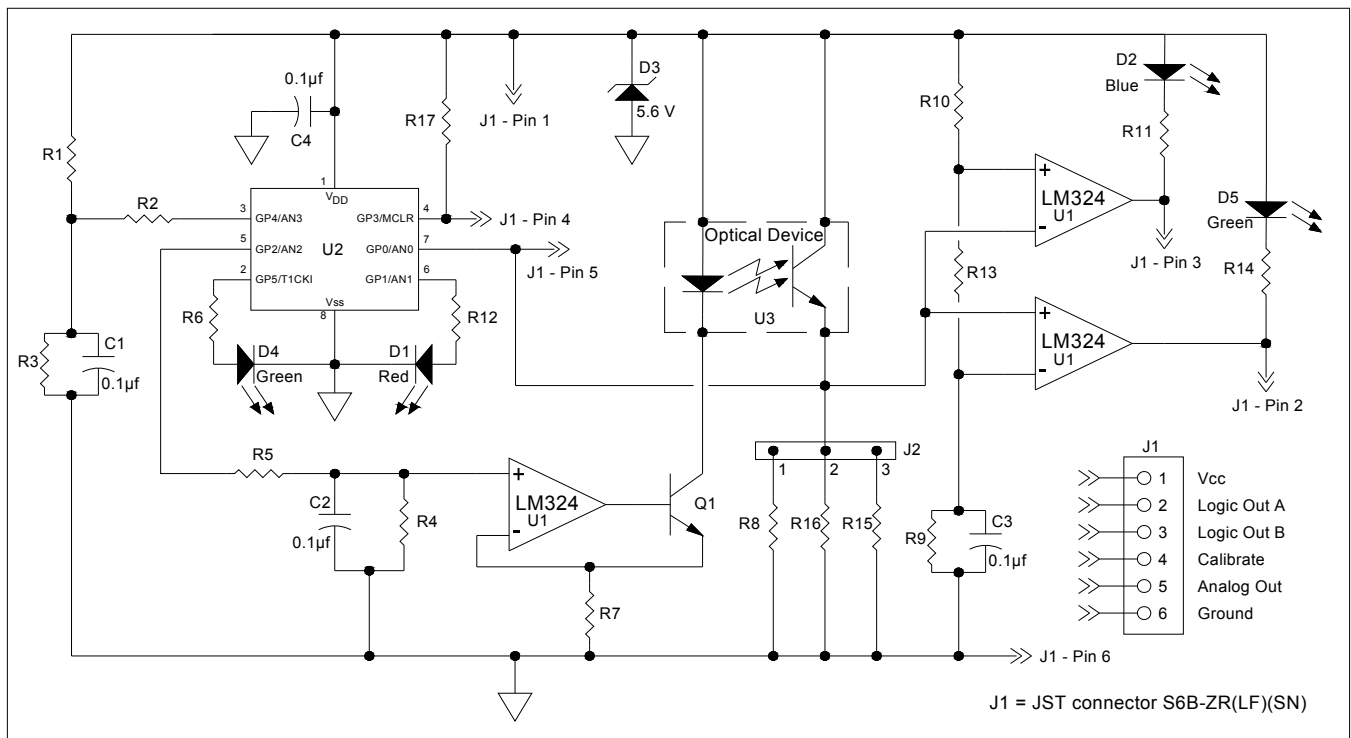 0.1µf
C4
R17
J1 - Pin 1
D3
5.6 V
R10
D2
Blue
R11
R1
R2
1
VDD
3
GP4/AN3
GP3/MCLR
4
J1 - Pin 4
5
GP2/AN2
U2
GP0/AN0
7
J1 - Pin 5
2
GP5/T1CKI
GP1/AN1
6
Vss
8
R6
R12
D4
Green
D1
Red
R3
C1
0.1µf
Optical Device
U3
+
LM324
U1
-
J1 - Pin 3
D5
Green
R14
R13
+
LM324
U1
-
J1 - Pin 2
R5
C2
0.1µf
R4
+
LM324
U1
-
Q1
R7
J2
1
2
3
R8
R16
R15
R9
C3
0.1µf
J1
1 Vcc
2 Logic Out A
3 Logic Out B
4 Calibrate
5 Analog Out
6 Ground
J1 - Pin 6
J1 = JST connector S6B-ZR(LF)(SN)